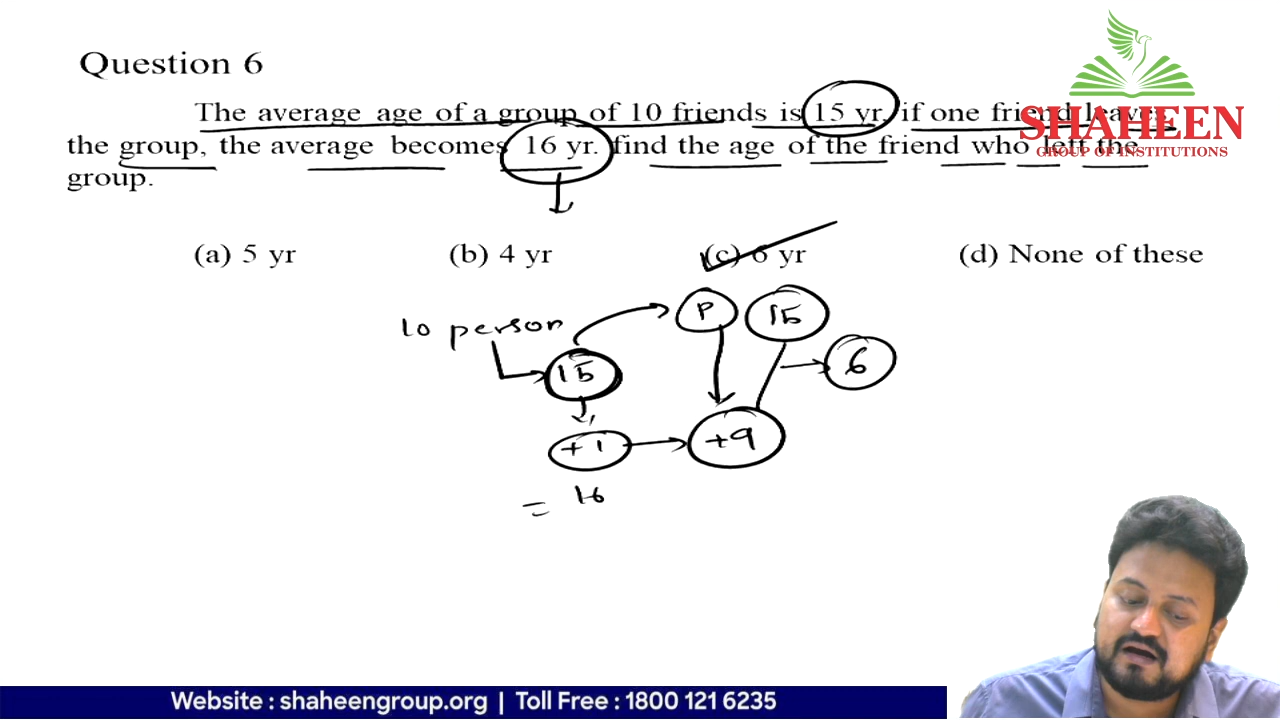 Question 6
SHAHEEN
GROUP OF INSTITUTIONS
The average age of a group of 10 friends is 15 yr. if one friend leaves
the group, the average becomes 16 yr. find the age of the friend who left the
group.
(a) 5 yr (b) 4 yr (c) 6 yr (d) None of these
10 person
P 15
15 6
+1 +9
= 16
Website : shaheengroup.org | Toll Free : 1800 121 6235